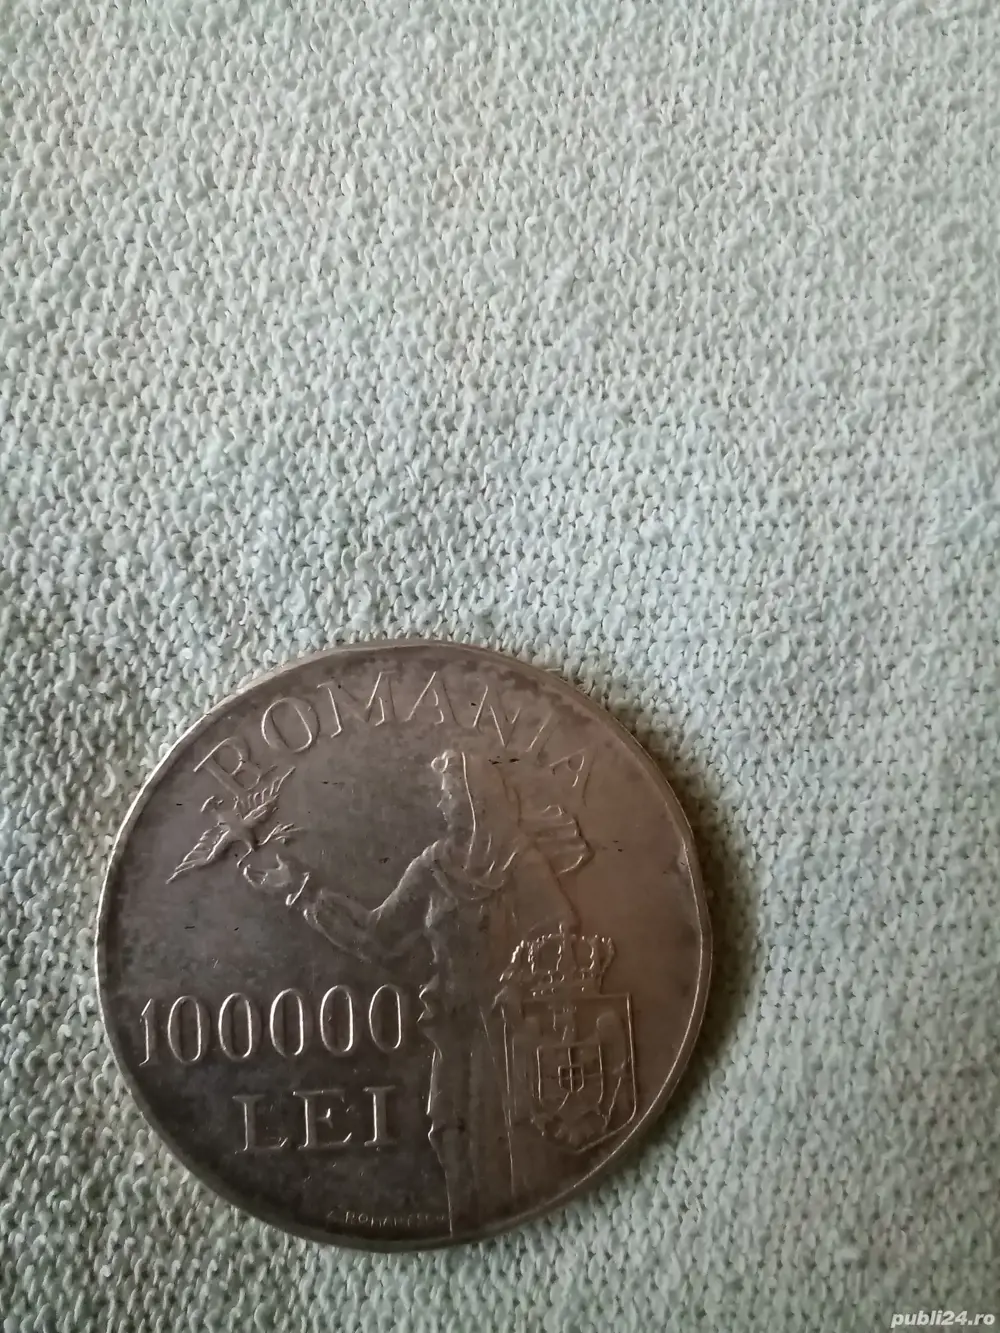 ROMANIA
100000
LEI
publi24.ro